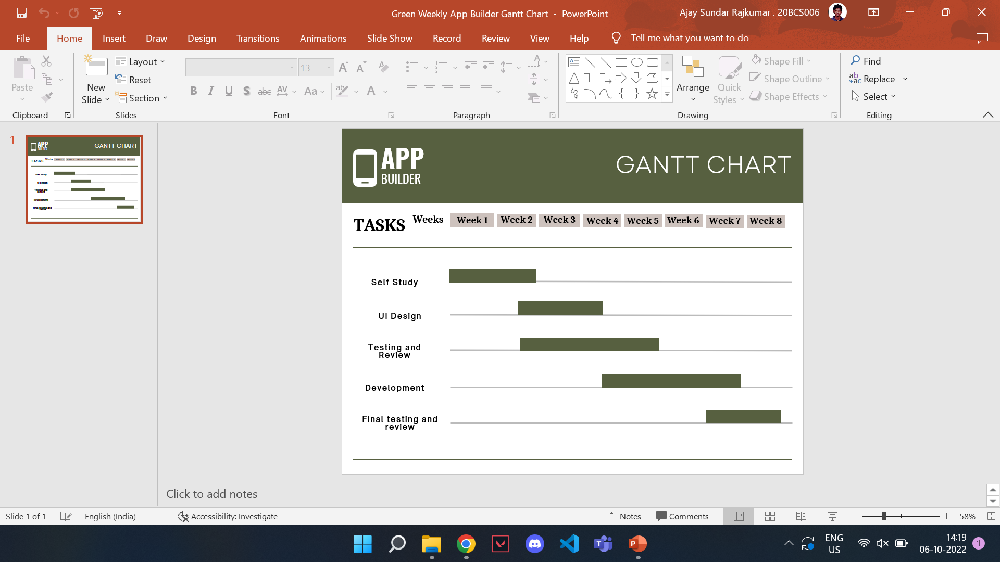 Green Weekly App Builder Gantt Chart - PowerPoint
Ajay Sundar Rajkumar . 20BCS006
File Home Insert Draw Design Transitions Animations Slide Show Record Review View Help Tell me what you want to do
Paste
Clipboard
New
Slide
Layout
Reset
Section
Slides
13
B I U S abc AV Aa
A
Font
Paragraph
Arrange
Quick
Styles
Shape Fill
Shape Outline
Shape Effects
Drawing
Find
Replace
Select
Editing
1
APP
BUILDER
GANTT CHART
TASKS Weeks Week 1 Week 2 Week 3 Week 4 Week 5 Week 6 Week 7 Week 8
Self Study
UI Design
Testing and
Review
Development
Final testing and
review
Click to add notes
Slide 1 of 1 English (India) Accessibility: Investigate Notes Comments 58%
ENG
US
14:19
06-10-2022
1